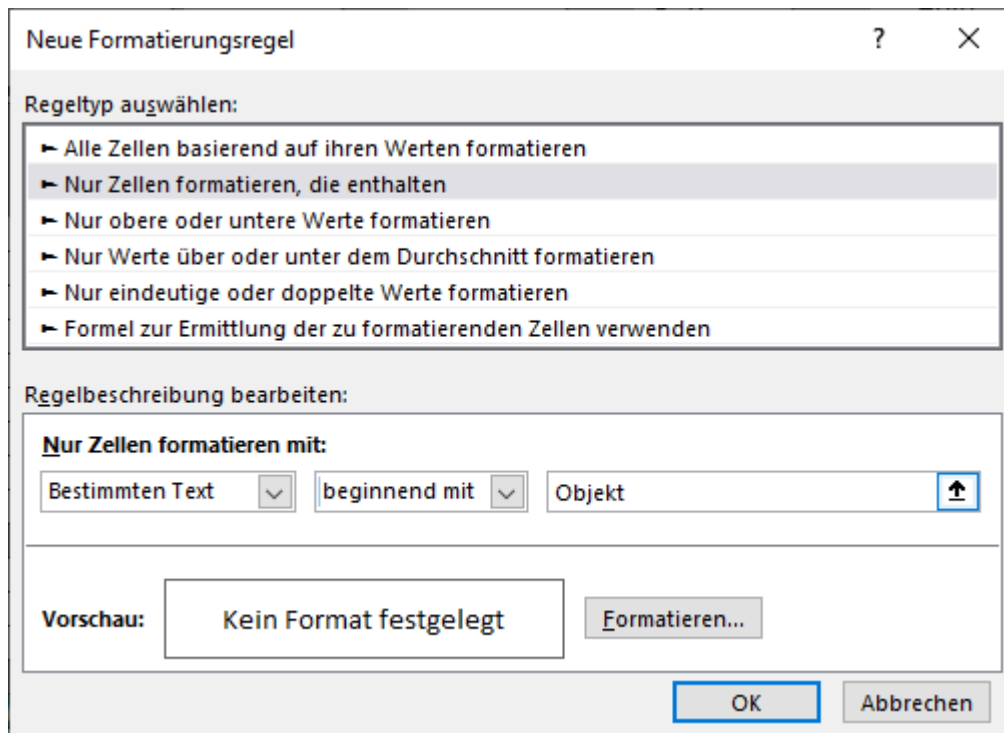 Neue Formatierungsregel ? ×
Regeltyp auswählen:
► Alle Zellen basierend auf ihren Werten formatieren
► Nur Zellen formatieren, die enthalten
► Nur obere oder untere Werte formatieren
► Nur Werte über oder unter dem Durchschnitt formatieren
► Nur eindeutige oder doppelte Werte formatieren
► Formel zur Ermittlung der zu formatierenden Zellen verwenden
Regelbeschreibung bearbeiten:
Nur Zellen formatieren mit:
Bestimmten Text beginnend mit Objekt
Vorschau: Kein Format festgelegt Formatieren...
OK Abbrechen